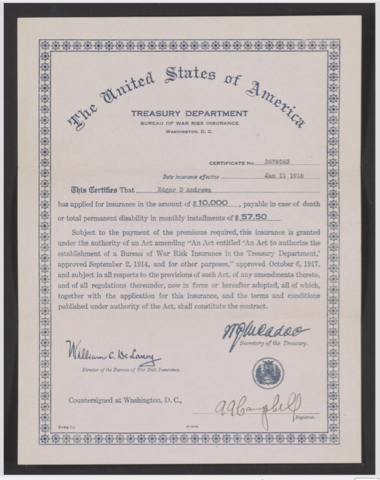 The United States of America
TREASURY DEPARTMENT
BUREAU OF WAR RISK INSURANCE
WASHINGTON, D. C.
CERTIFICATE NO.
Date insurance effective Jan 11 1918
This Certifies That Edgar D Andrews
has applied for insurance in the amount of $10,000, payable in case of death
or total permanent disability in monthly installments of $57.50
Subject to the payment of the premiums required, this insurance is granted
under the authority of an Act amending "An Act entitled 'An Act to authorize the
establishment of a Bureau of War Risk Insurance in the Treasury Department,'
approved September 2, 1914, and for other purposes," approved October 6, 1917,
and subject in all respects to the provisions of such Act, of any amendments thereto,
and of all regulations thereunder, now in force or hereafter adopted, all of which,
together with the application for this insurance, and the terms and conditions
published under authority of the Act, shall constitute the contract.
W G McAdoo
Secretary of the Treasury.
William C. De Lanoy
Director of the Bureau of War Risk Insurance.
Countersigned at Washington, D. C.,
Campbell
Registrar.